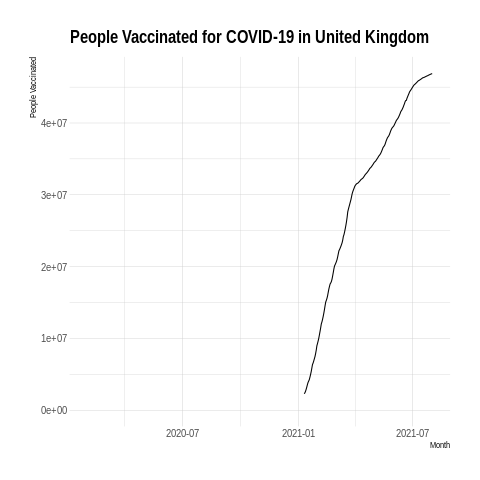 People Vaccinated for COVID-19 in United Kingdom
People Vaccinated
4e+07
3e+07
2e+07
1e+07
0e+00
2020-07 2021-01 2021-07
Month